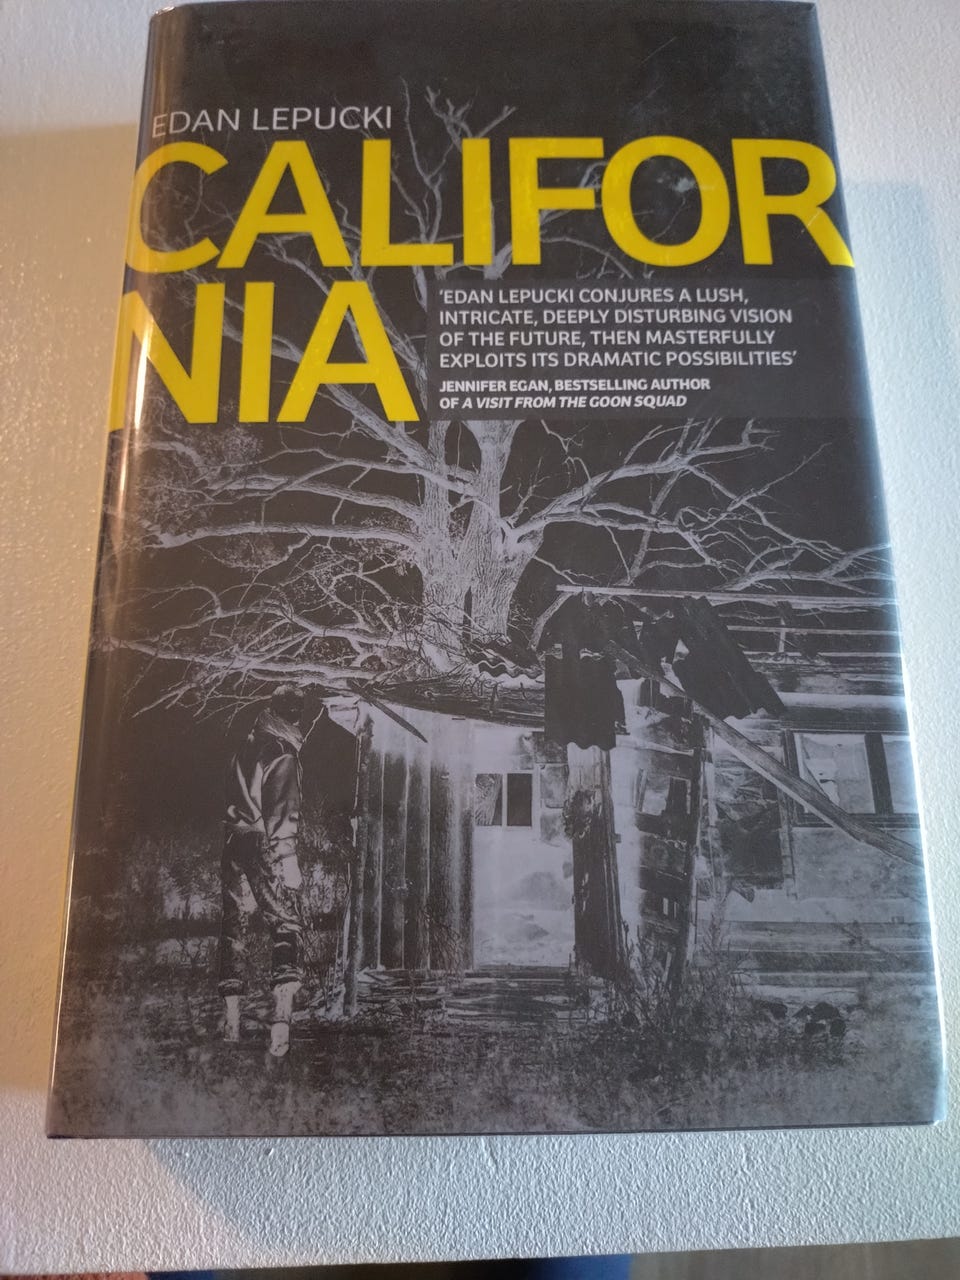 EDAN LEPUCKI
CALIFOR
NIA
'EDAN LEPUCKI CONJURES A LUSH,
INTRICATE, DEEPLY DISTURBING VISION
OF THE FUTURE, THEN MASTERFULLY
EXPLOITS ITS DRAMATIC POSSIBILITIES'
JENNIFER EGAN, BESTSELLING AUTHOR
OF A VISIT FROM THE GOON SQUAD